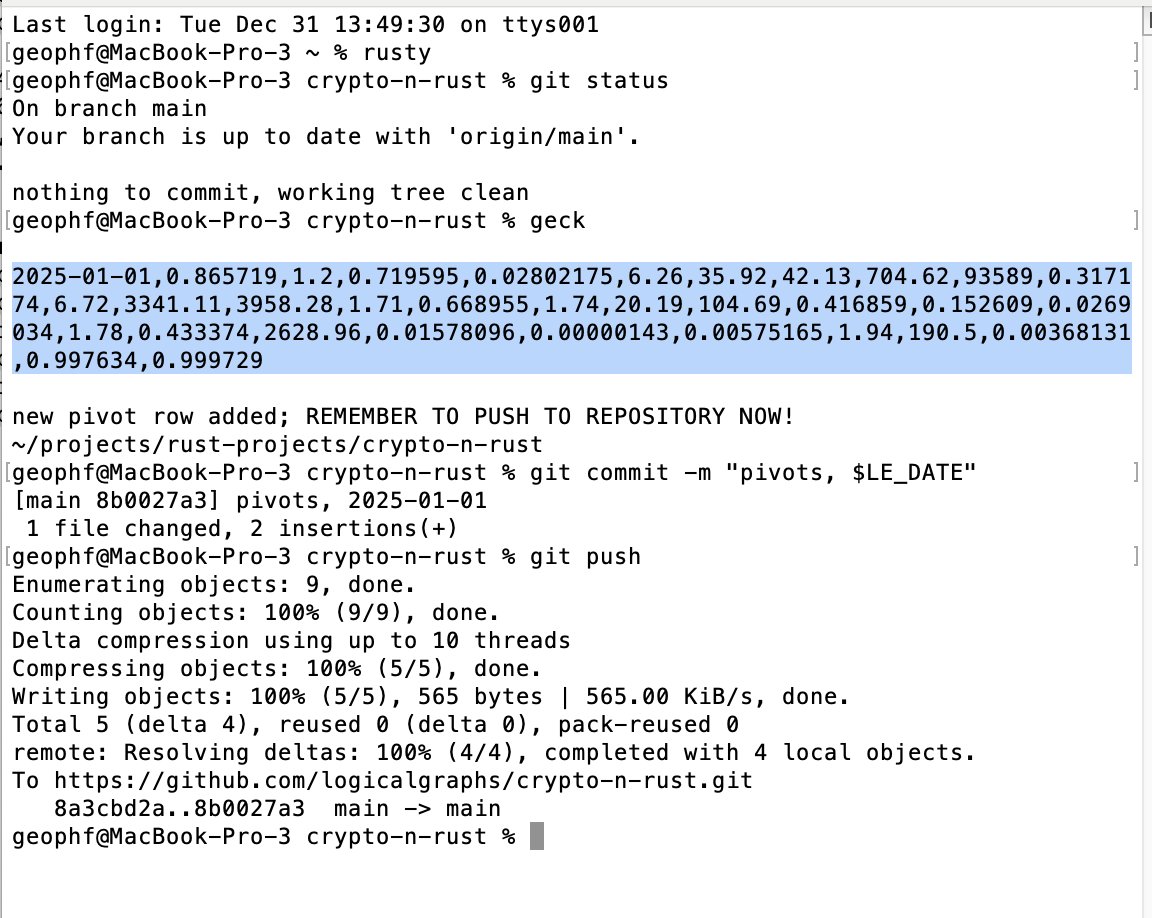 Last login: Tue Dec 31 13:49:30 on ttys001
[geophf@MacBook-Pro-3 ~ % rusty ]
[geophf@MacBook-Pro-3 crypto-n-rust % git status ]
On branch main
Your branch is up to date with 'origin/main'.
nothing to commit, working tree clean
[geophf@MacBook-Pro-3 crypto-n-rust % geck ]
2025-01-01,0.865719,1.2,0.719595,0.02802175,6.26,35.92,42.13,704.62,93589,0.3171
74,6.72,3341.11,3958.28,1.71,0.668955,1.74,20.19,104.69,0.416859,0.152609,0.0269
034,1.78,0.433374,2628.96,0.01578096,0.00000143,0.00575165,1.94,190.5,0.00368131
,0.997634,0.999729
new pivot row added; REMEMBER TO PUSH TO REPOSITORY NOW!
~/projects/rust-projects/crypto-n-rust
[geophf@MacBook-Pro-3 crypto-n-rust % git commit -m "pivots, $LE_DATE" ]
[main 8b0027a3] pivots, 2025-01-01
 1 file changed, 2 insertions(+)
[geophf@MacBook-Pro-3 crypto-n-rust % git push ]
Enumerating objects: 9, done.
Counting objects: 100% (9/9), done.
Delta compression using up to 10 threads
Compressing objects: 100% (5/5), done.
Writing objects: 100% (5/5), 565 bytes | 565.00 KiB/s, done.
Total 5 (delta 4), reused 0 (delta 0), pack-reused 0
remote: Resolving deltas: 100% (4/4), completed with 4 local objects.
To https://github.com/logicalgraphs/crypto-n-rust.git
   8a3cbd2a..8b0027a3  main -> main
geophf@MacBook-Pro-3 crypto-n-rust %